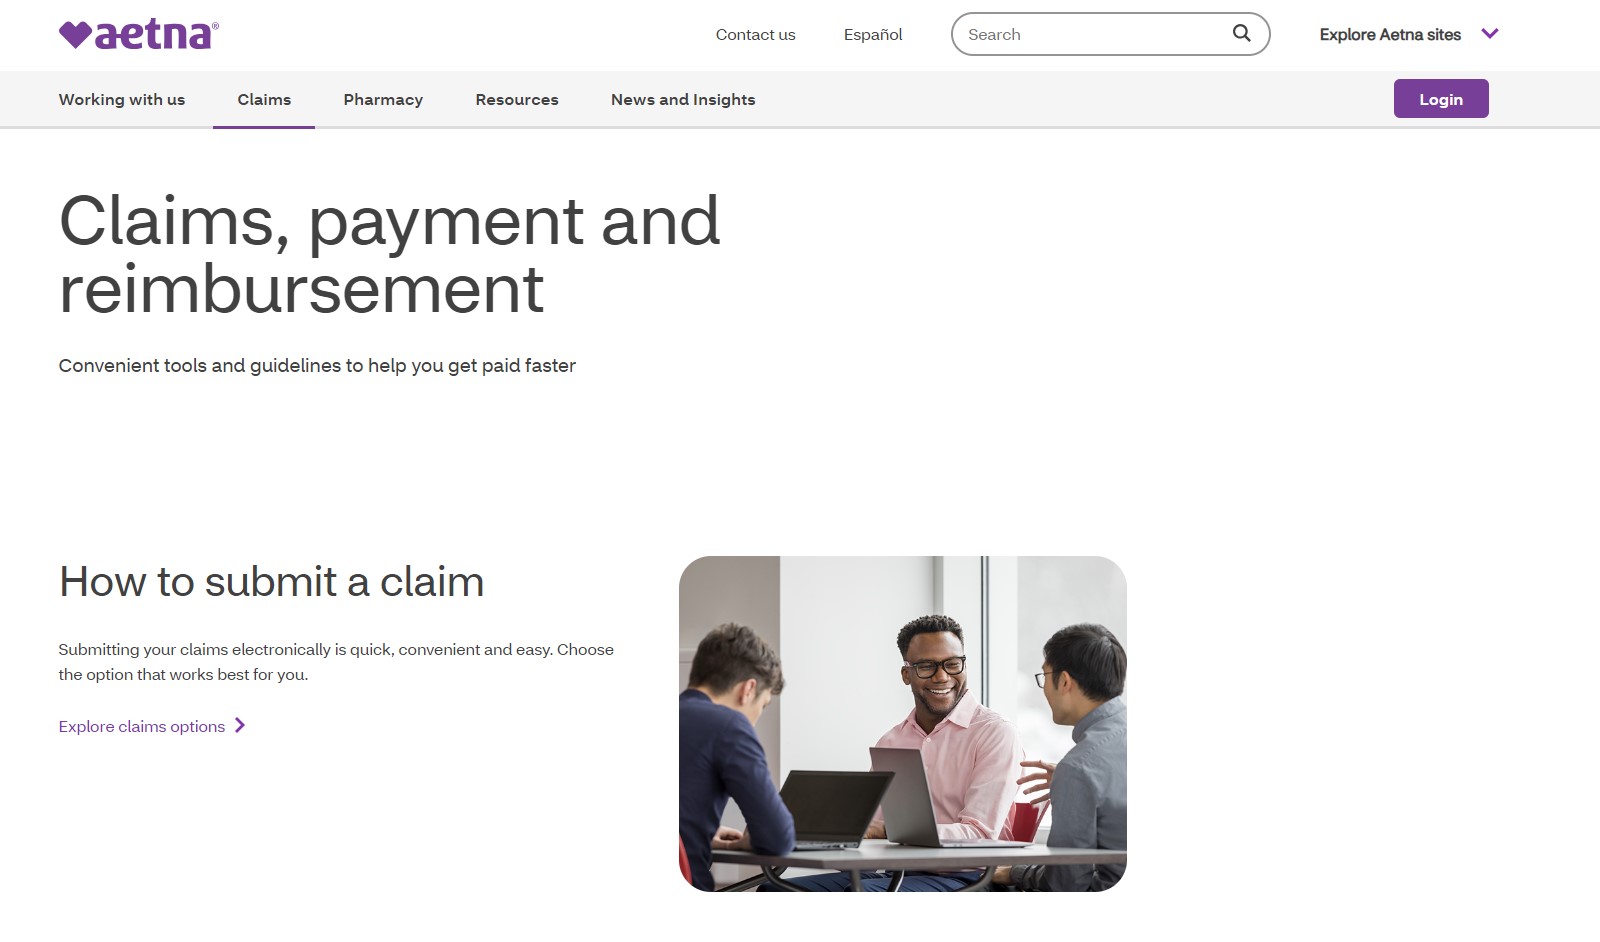 aetna®
Contact us
Español
Search
Explore Aetna sites
Working with us
Claims
Pharmacy
Resources
News and Insights
Login
Claims, payment and
reimbursement
Convenient tools and guidelines to help you get paid faster
How to submit a claim
Submitting your claims electronically is quick, convenient and easy. Choose
the option that works best for you.
Explore claims options